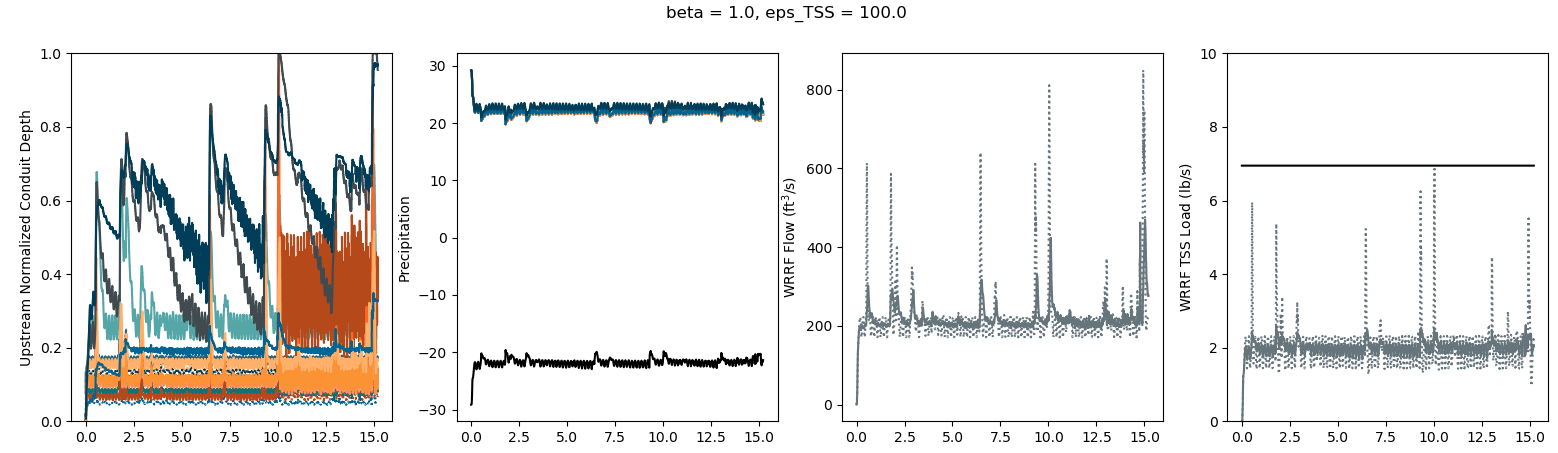 beta = 1.0, eps_TSS = 100.0
Upstream Normalized Conduit Depth
1.0
0.8
0.6
0.4
0.2
0.0
0.0 2.5 5.0 7.5 10.0 12.5 15.0
Precipitation
30
20
10
0
−10
−20
−30
0.0 2.5 5.0 7.5 10.0 12.5 15.0
WRRF Flow (ft³/s)
800
600
400
200
0
0.0 2.5 5.0 7.5 10.0 12.5 15.0
WRRF TSS Load (lb/s)
10
8
6
4
2
0
0.0 2.5 5.0 7.5 10.0 12.5 15.0